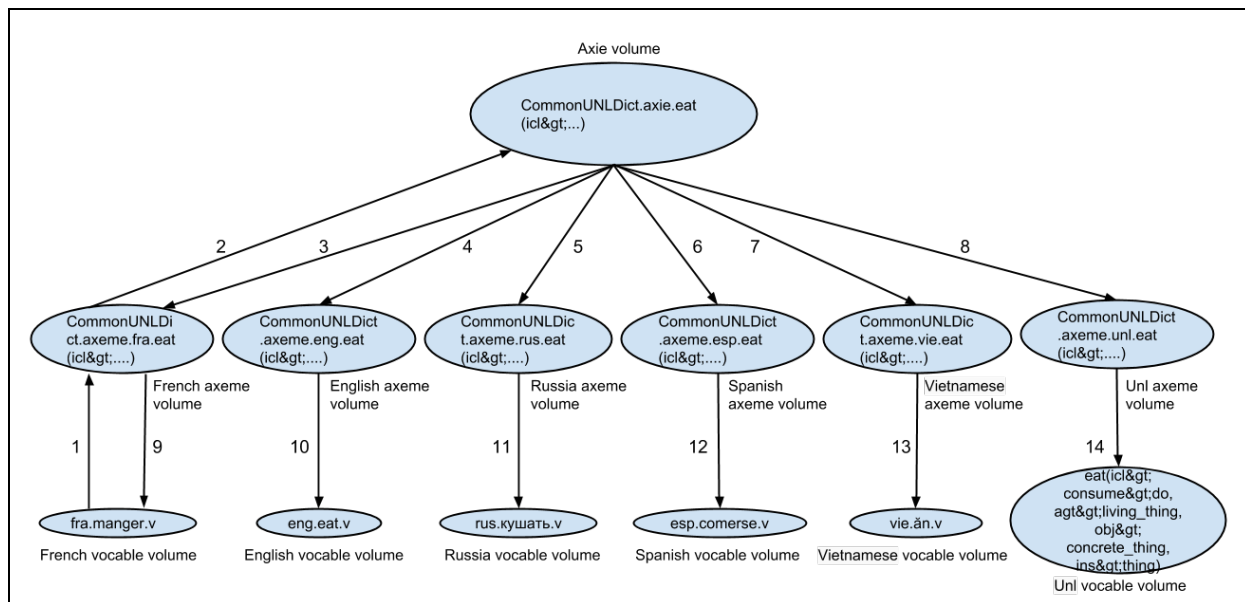 Axie volume
CommonUNLDict.axie.eat
(icl&gt;...)
2
3
4
5
6
7
8
CommonUNLDi
ct.axeme.fra.eat
(icl&gt;....)
CommonUNLDict
.axeme.eng.eat
(icl&gt;....)
CommonUNLDic
t.axeme.rus.eat
(icl&gt;....)
CommonUNLDict
.axeme.esp.eat
(icl&gt;....)
CommonUNLDic
t.axeme.vie.eat
(icl&gt;....)
CommonUNLDict
.axeme.unl.eat
(icl&gt;....)
French axeme
volume
English axeme
volume
Russia axeme
volume
Spanish
axeme volume
Vietnamese
axeme volume
Unl axeme
volume
1
9
10
11
12
13
14
fra.manger.v
eng.eat.v
rus.кушать.v
esp.comerse.v
vie.ăn.v
eat(icl&gt;
consume&gt;do,
agt&gt;living_thing,
obj&gt;
concrete_thing,
ins&gt;thing)
French vocable volume
English vocable volume
Russia vocable volume
Spanish vocable volume
Vietnamese vocable volume
Unl vocable volume